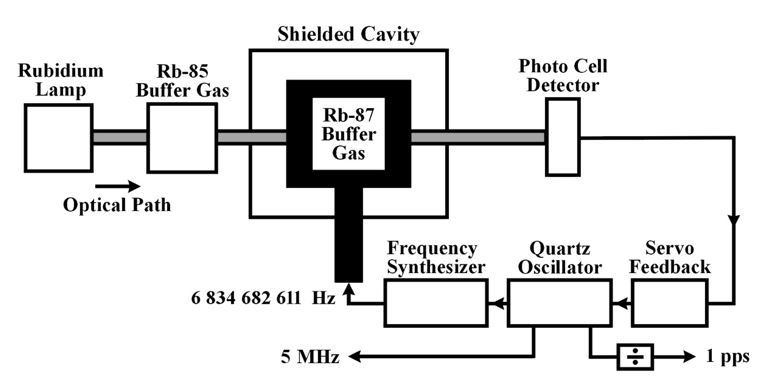 Shielded Cavity
Rubidium
Lamp
Rb-85
Buffer Gas
Photo Cell
Detector
Rb-87
Buffer
Gas
Optical Path
Frequency
Synthesizer
Quartz
Oscillator
Servo
Feedback
6 834 682 611 Hz
5 MHz
÷
1 pps